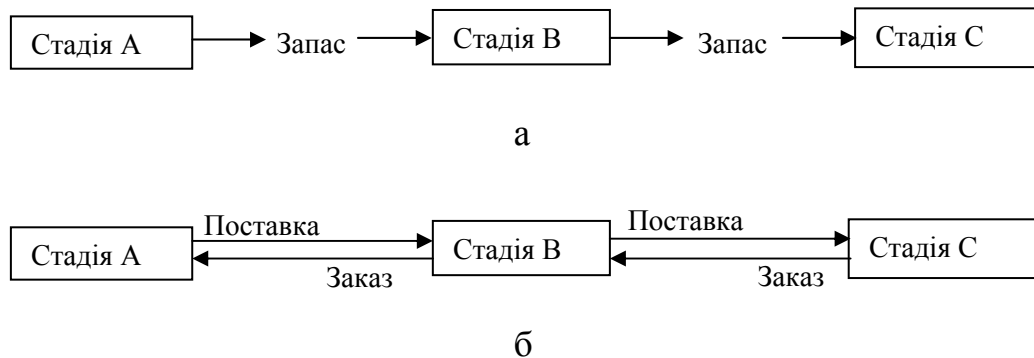 Стадія А
Запас
Стадія В
Запас
Стадія С
а
Поставка
Поставка
Стадія А
Стадія В
Стадія С
Заказ
Заказ
б